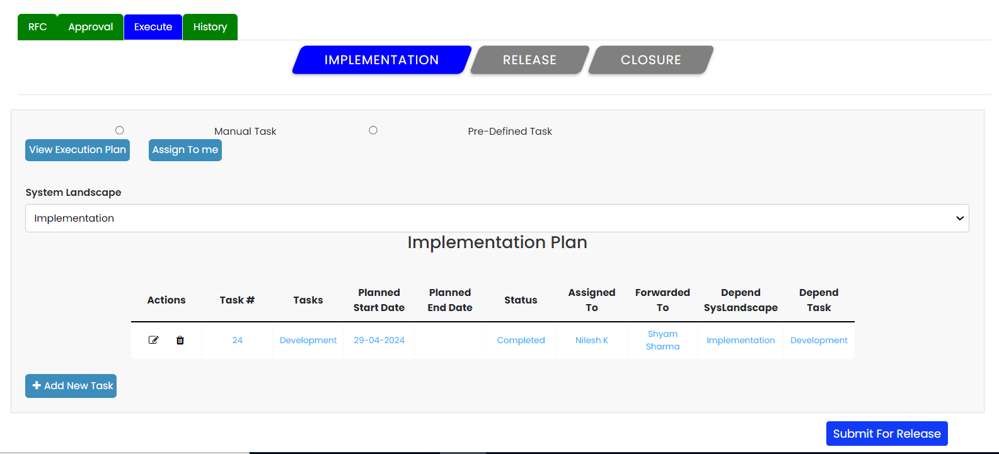 RFC Approval Execute History
IMPLEMENTATION RELEASE CLOSURE
Manual Task Pre-Defined Task
View Execution Plan Assign To me
System Landscape
Implementation
Implementation Plan
Actions Task # Tasks Planned Start Date Planned End Date Status Assigned To Forwarded To Depend SysLandscape Depend Task
24 Development 29-04-2024 Completed Nilesh K Shyam Sharma Implementation Development
Add New Task
Submit For Release